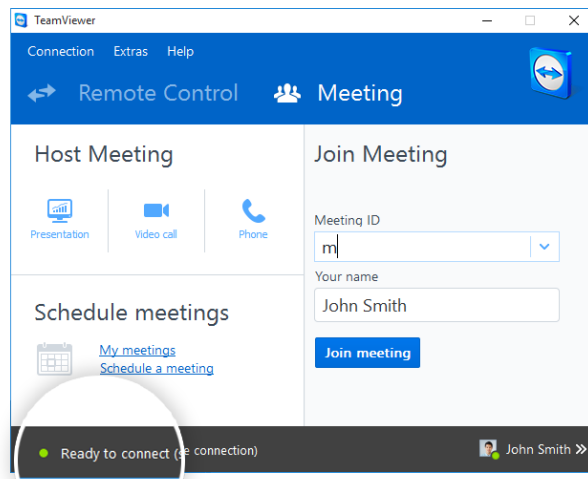 TeamViewer
Connection Extras Help
Remote Control Meeting
Host Meeting
Presentation Video call Phone
Schedule meetings
My meetings
Schedule a meeting
Join Meeting
Meeting ID
m
Your name
John Smith
Join meeting
Ready to connect (se connection)
John Smith